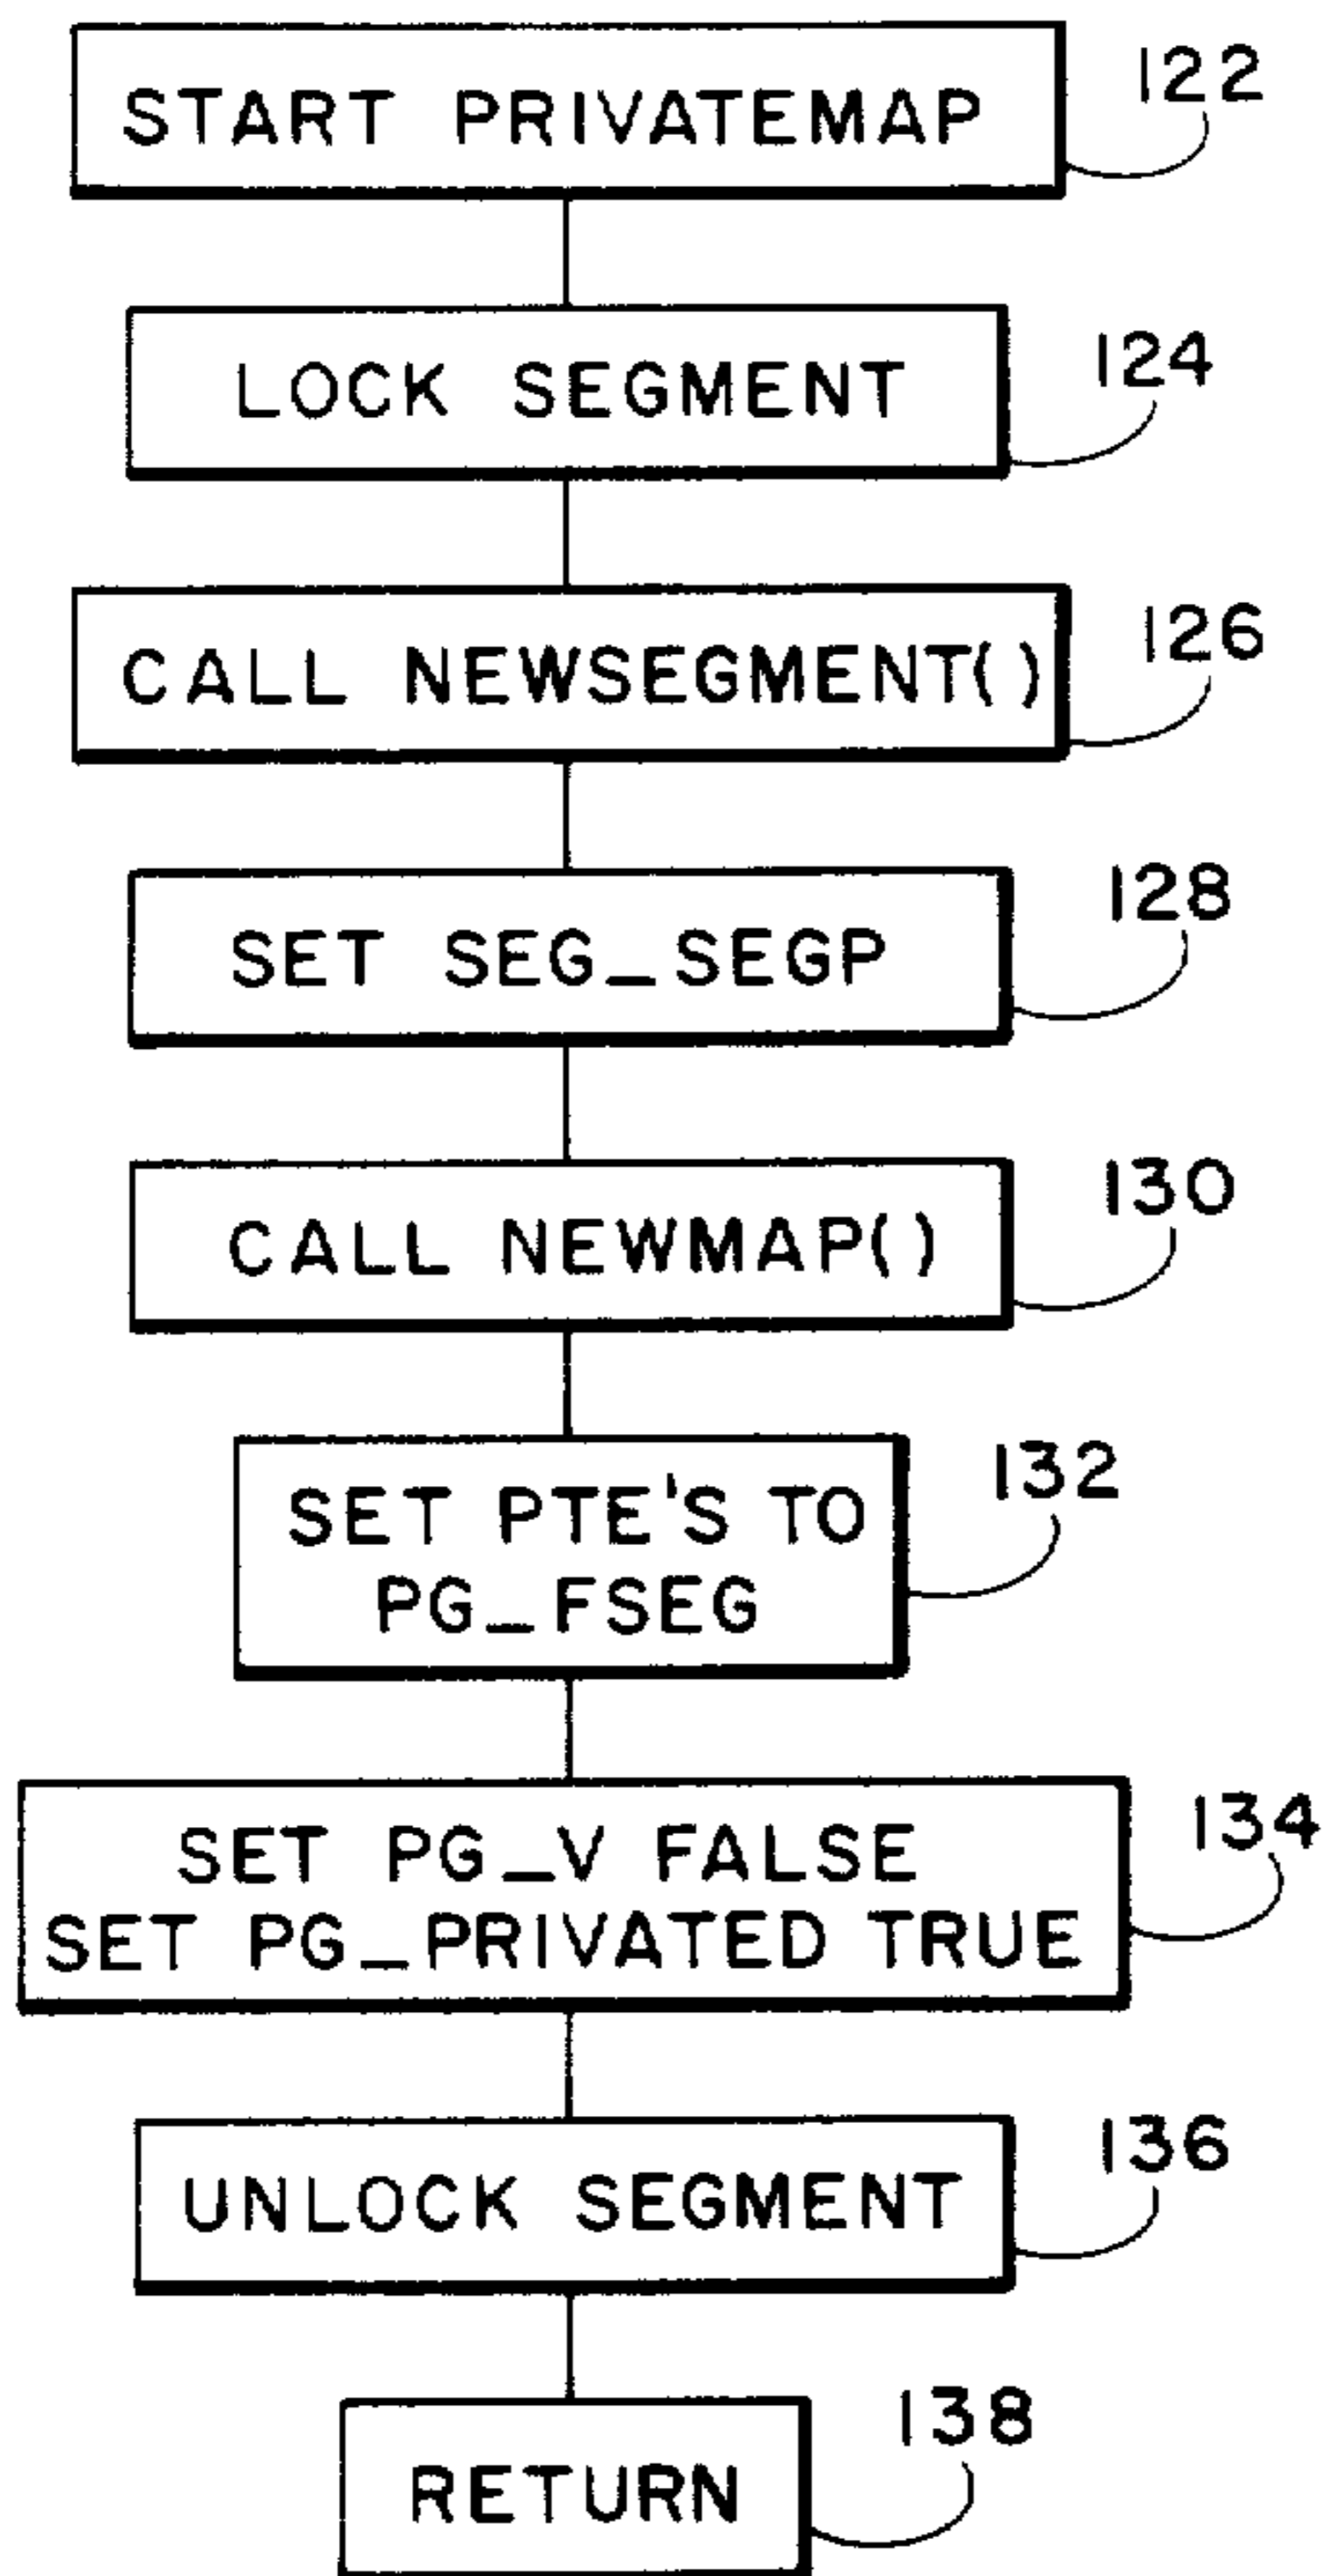 START PRIVATEMAP
122
LOCK SEGMENT
124
CALL NEWSEGMENT()
126
SET SEG_SEGP
128
CALL NEWMAP()
130
SET PTE'S TO
PG_FSEG
132
SET PG_V FALSE
SET PG_PRIVATED TRUE
134
UNLOCK SEGMENT
136
RETURN
138